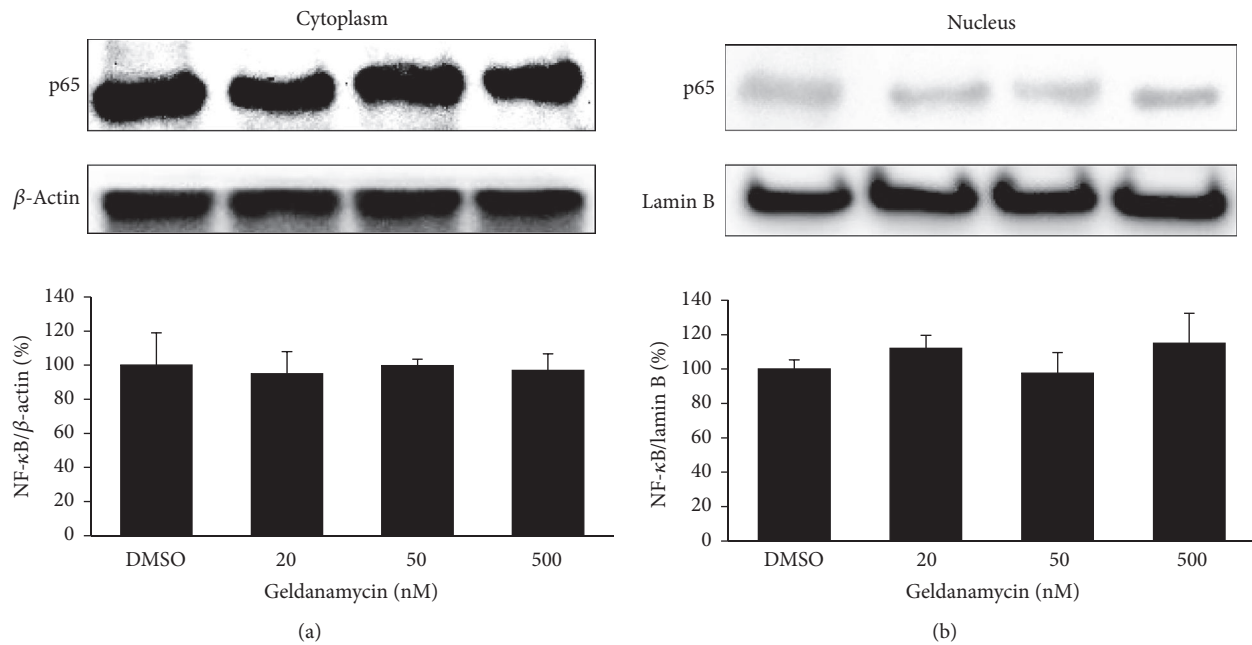 Cytoplasm
p65
β-Actin
NF-κB/β-actin (%)
140
120
100
80
60
40
20
0
DMSO 20 50 500
Geldanamycin (nM)
(a)
Nucleus
p65
Lamin B
NF-κB/lamin B (%)
140
120
100
80
60
40
20
0
DMSO 20 50 500
Geldanamycin (nM)
(b)